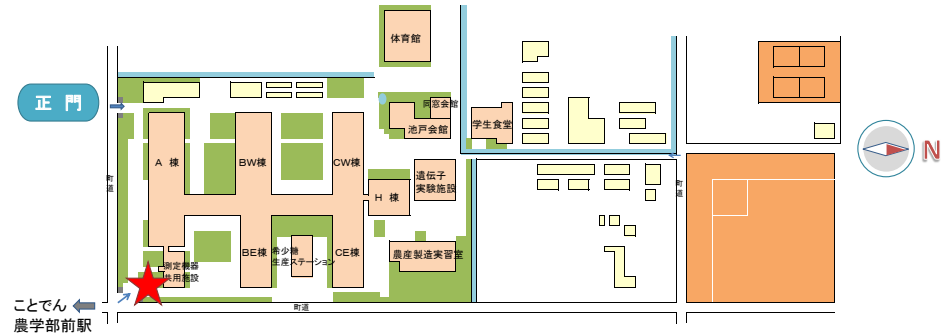 体育館
正 門
同窓会館
池戸会館
学生食堂
A 棟
BW棟
CW棟
遺伝子
実験施設
H 棟
町道
町道
N
BE棟
希少糖
生産ステーション
CE棟
農産製造実習室
測定機器
共用施設
ことでん
農学部前駅
町道